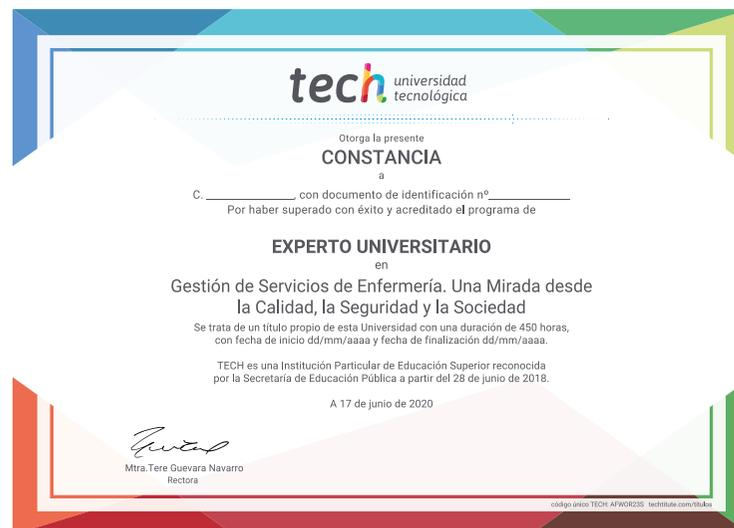 tech universidad
tecnológica
Otorga la presente
CONSTANCIA
a
C. ______________, con documento de identificación nº_____________
Por haber superado con éxito y acreditado el programa de
EXPERTO UNIVERSITARIO
en
Gestión de Servicios de Enfermería. Una Mirada desde
la Calidad, la Seguridad y la Sociedad
Se trata de un título propio de esta Universidad con una duración de 450 horas,
con fecha de inicio dd/mm/aaaa y fecha de finalización dd/mm/aaaa.
TECH es una Institución Particular de Educación Superior reconocida
por la Secretaría de Educación Pública a partir del 28 de junio de 2018.
A 17 de junio de 2020
Mtra.Tere Guevara Navarro
Rectora
código único TECH: AFWOR23S techtitute.com/titulos